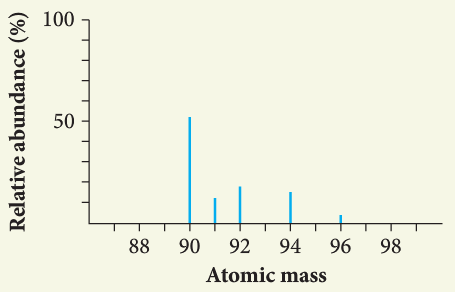 Relative abundance (%)
100
50
88 90 92 94 96 98
Atomic mass